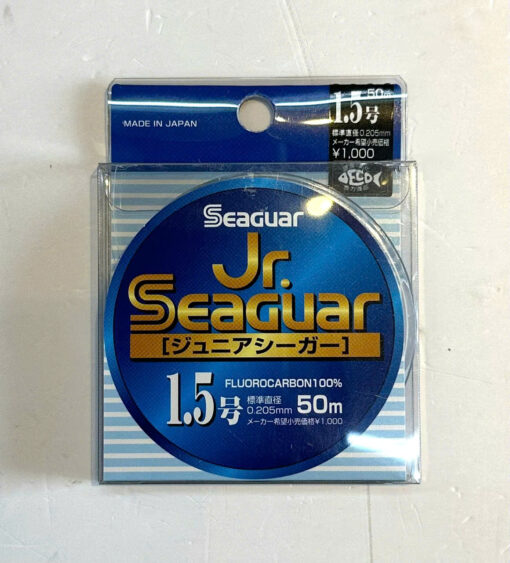 MADE IN JAPAN
50m
1.5号
標準直径0.205mm
メーカー希望小売価格
¥1,000
Seaguar
Jr.
Seaguar
[ジュニアシーガー]
FLUOROCARBON100%
1.5号 標準直径 0.205mm 50m
メーカー希望小売価格¥1,000